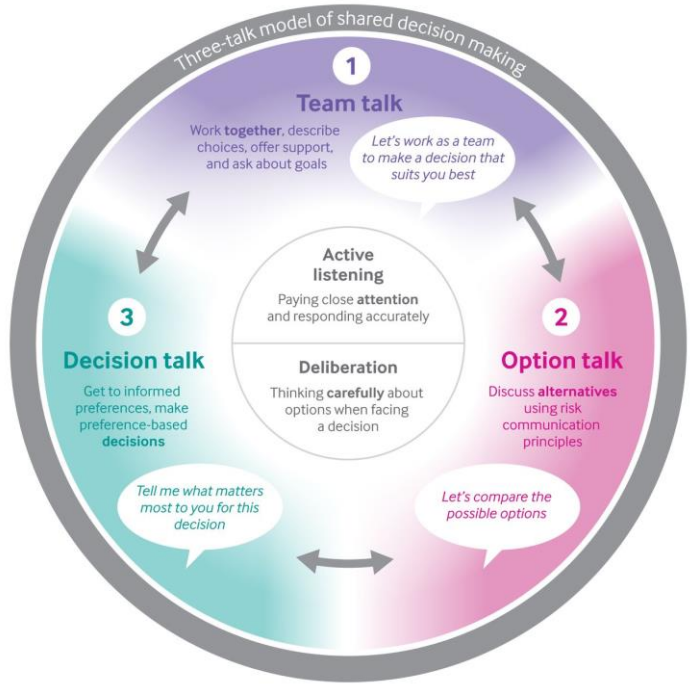 Three-talk model of shared decision making
1
Team talk
Work together, describe
choices, offer support,
and ask about goals
Let's work as a team
to make a decision that
suits you best
Active
listening
Paying close attention
and responding accurately
Deliberation
Thinking carefully about
options when facing
a decision
2
Option talk
Discuss alternatives
using risk
communication
principles
Let's compare the
possible options
3
Decision talk
Get to informed
preferences, make
preference-based
decisions
Tell me what matters
most to you for this
decision